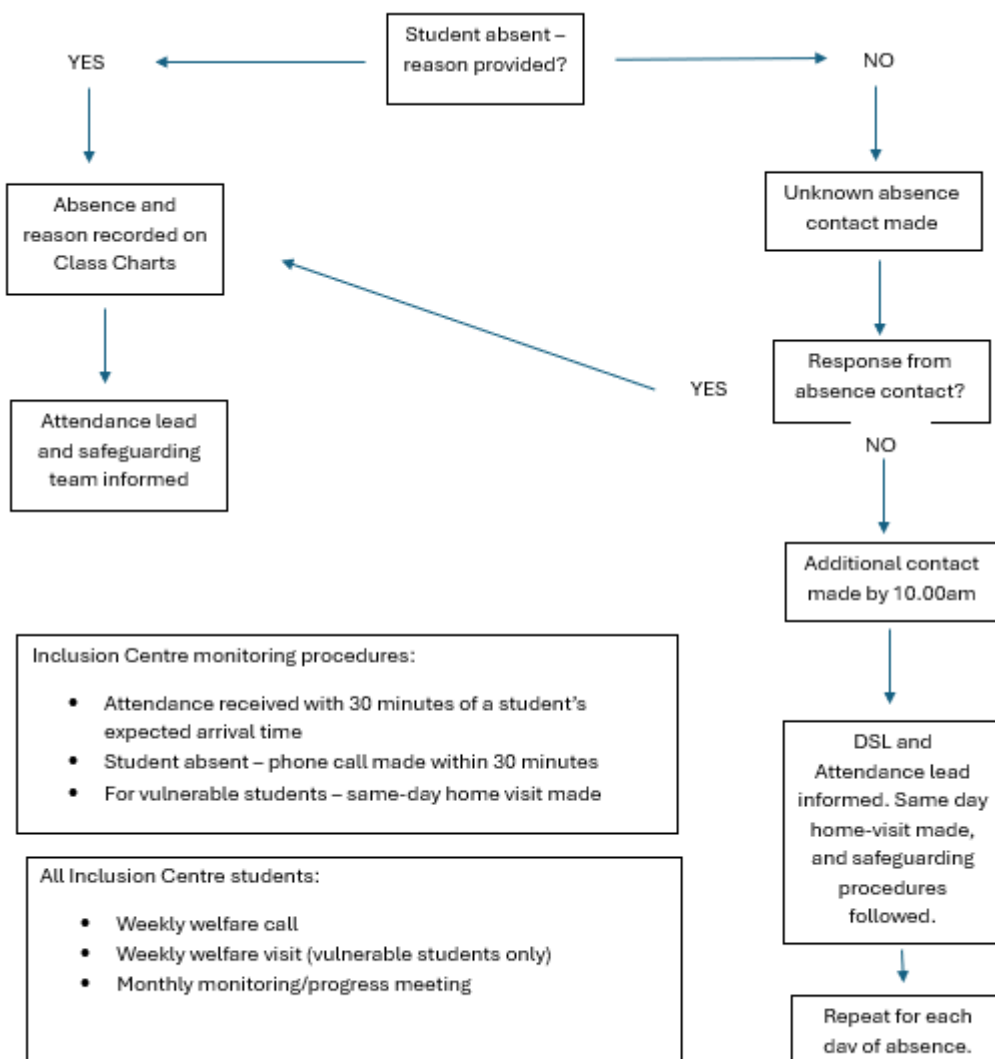 Student absent –
reason provided?
YES
NO
Absence and
reason recorded on
Class Charts
Unknown absence
contact made
Response from
absence contact?
YES
NO
Attendance lead
and safeguarding
team informed
Additional contact
made by 10.00am
Inclusion Centre monitoring procedures:
• Attendance received with 30 minutes of a student's
expected arrival time
• Student absent – phone call made within 30 minutes
• For vulnerable students – same-day home visit made
DSL and
Attendance lead
informed. Same day
home-visit made,
and safeguarding
procedures
followed.
All Inclusion Centre students:
• Weekly welfare call
• Weekly welfare visit (vulnerable students only)
• Monthly monitoring/progress meeting
Repeat for each
day of absence.